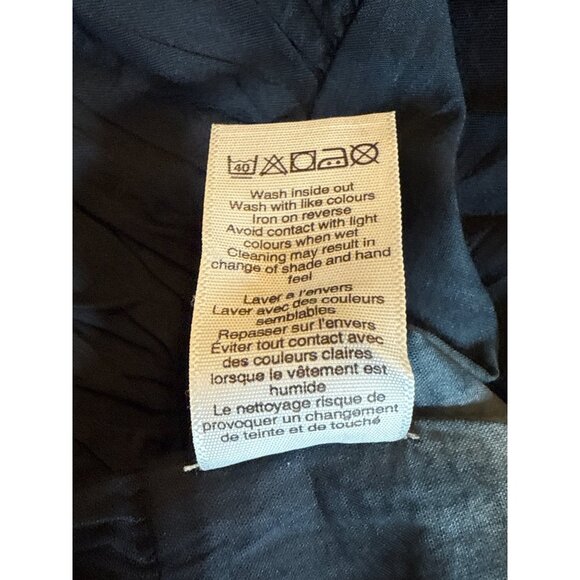 40
Wash inside out
Wash with like colours
Iron on reverse
Avoid contact with light
colours when wet
Cleaning may result in
change of shade and hand
feel
Laver a l'envers
Laver avec des couleurs
semblables
Repasser sur l'envers
Éviter tout contact avec
des couleurs claires
lorsque le vêtement est
humide
Le nettoyage risque de
provoquer un changement
de teinte et de touché